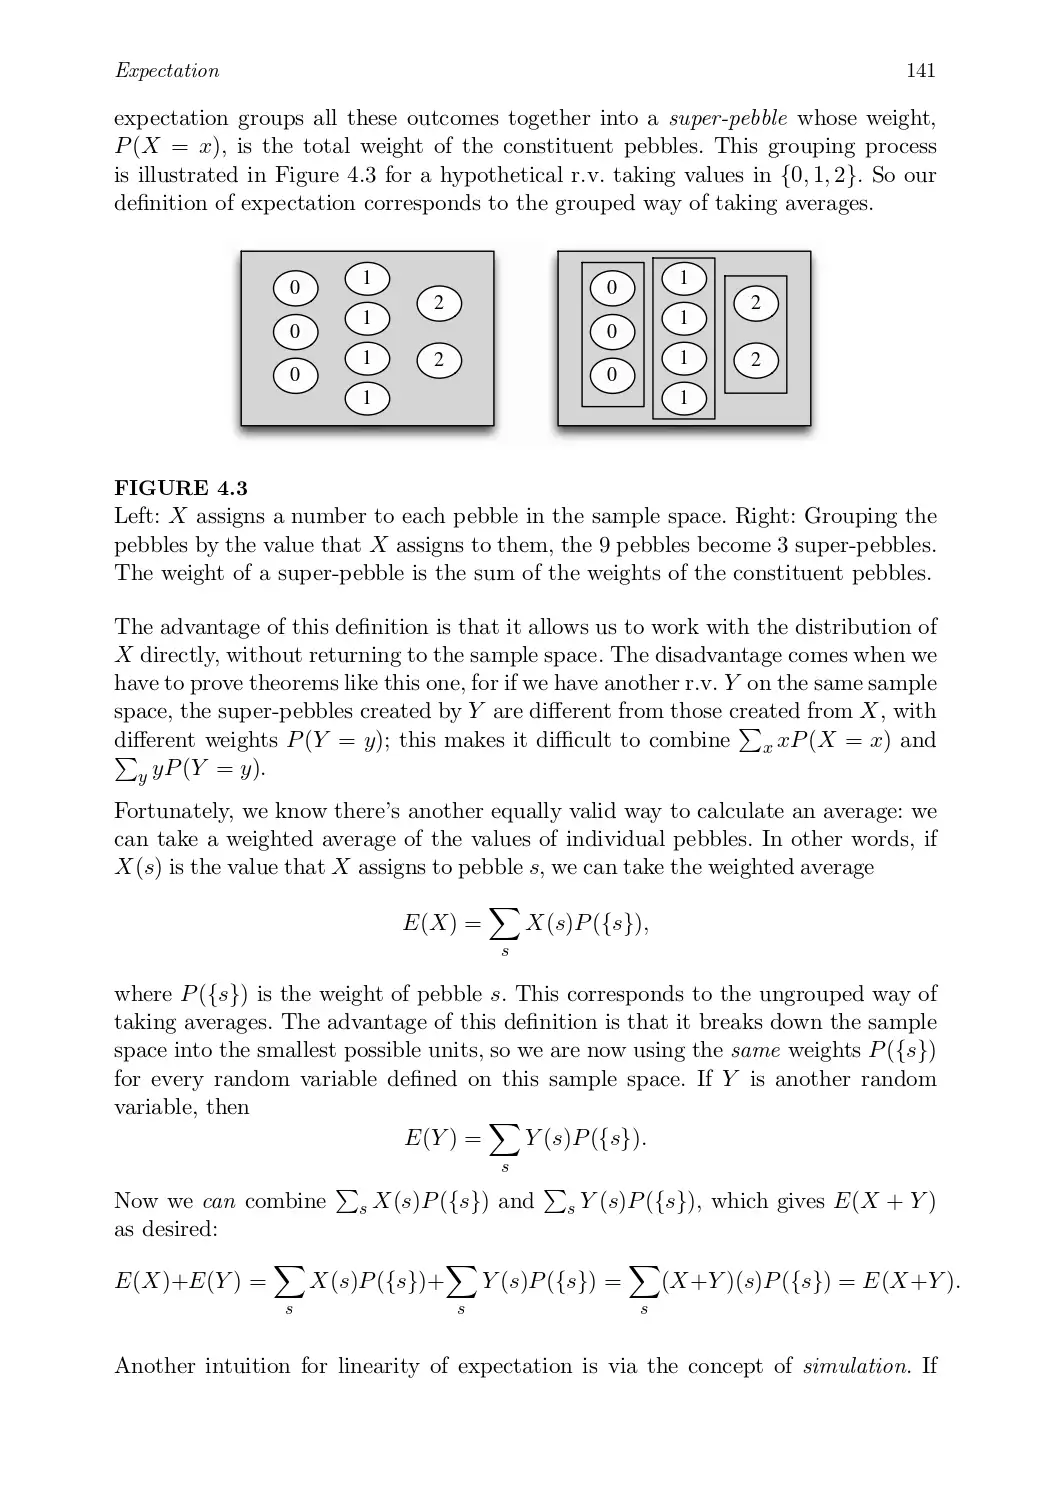 Expectation 141
expectation groups all these outcomes together into a super-pebble whose weight,
P(X = x), is the total weight of the constituent pebbles. This grouping process
is illustrated in Figure 4.3 for a hypothetical r.v. taking values in {0, 1, 2}. So our
definition of expectation corresponds to the grouped way of taking averages.
0
0
0
1
1
1
1
2
2
0
0
0
1
1
1
1
2
2
FIGURE 4.3
Left: X assigns a number to each pebble in the sample space. Right: Grouping the
pebbles by the value that X assigns to them, the 9 pebbles become 3 super-pebbles.
The weight of a super-pebble is the sum of the weights of the constituent pebbles.
The advantage of this definition is that it allows us to work with the distribution of
X directly, without returning to the sample space. The disadvantage comes when we
have to prove theorems like this one, for if we have another r.v. Y on the same sample
space, the super-pebbles created by Y are different from those created from X, with
different weights P(Y = y); this makes it difficult to combine ∑ₓ xP(X = x) and
∑_y yP(Y = y).
Fortunately, we know there's another equally valid way to calculate an average: we
can take a weighted average of the values of individual pebbles. In other words, if
X(s) is the value that X assigns to pebble s, we can take the weighted average
E(X) = ∑_s X(s)P({s}),
where P({s}) is the weight of pebble s. This corresponds to the ungrouped way of
taking averages. The advantage of this definition is that it breaks down the sample
space into the smallest possible units, so we are now using the same weights P({s})
for every random variable defined on this sample space. If Y is another random
variable, then
E(Y) = ∑_s Y(s)P({s}).
Now we can combine ∑_s X(s)P({s}) and ∑_s Y(s)P({s}), which gives E(X + Y)
as desired:
E(X)+E(Y) = ∑_s X(s)P({s})+∑_s Y(s)P({s}) = ∑_s (X+Y)(s)P({s}) = E(X+Y).
Another intuition for linearity of expectation is via the concept of simulation. If